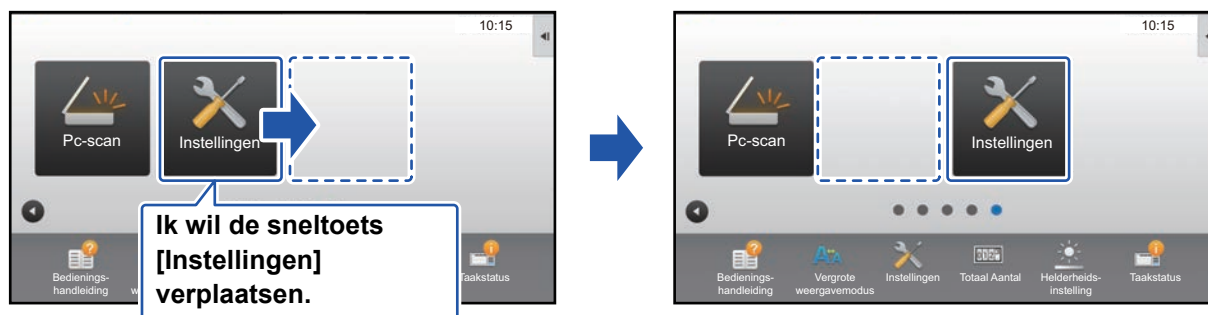 10:15
Pc-scan
Instellingen
Ik wil de sneltoets
[Instellingen]
verplaatsen.
Bedienings-
handleiding
w
Taakstatus
10:15
Pc-scan
Instellingen
Bedienings-
handleiding
Vergrote
weergavemodus
Instellingen
Totaal Aantal
Helderheids-
instelling
Taakstatus